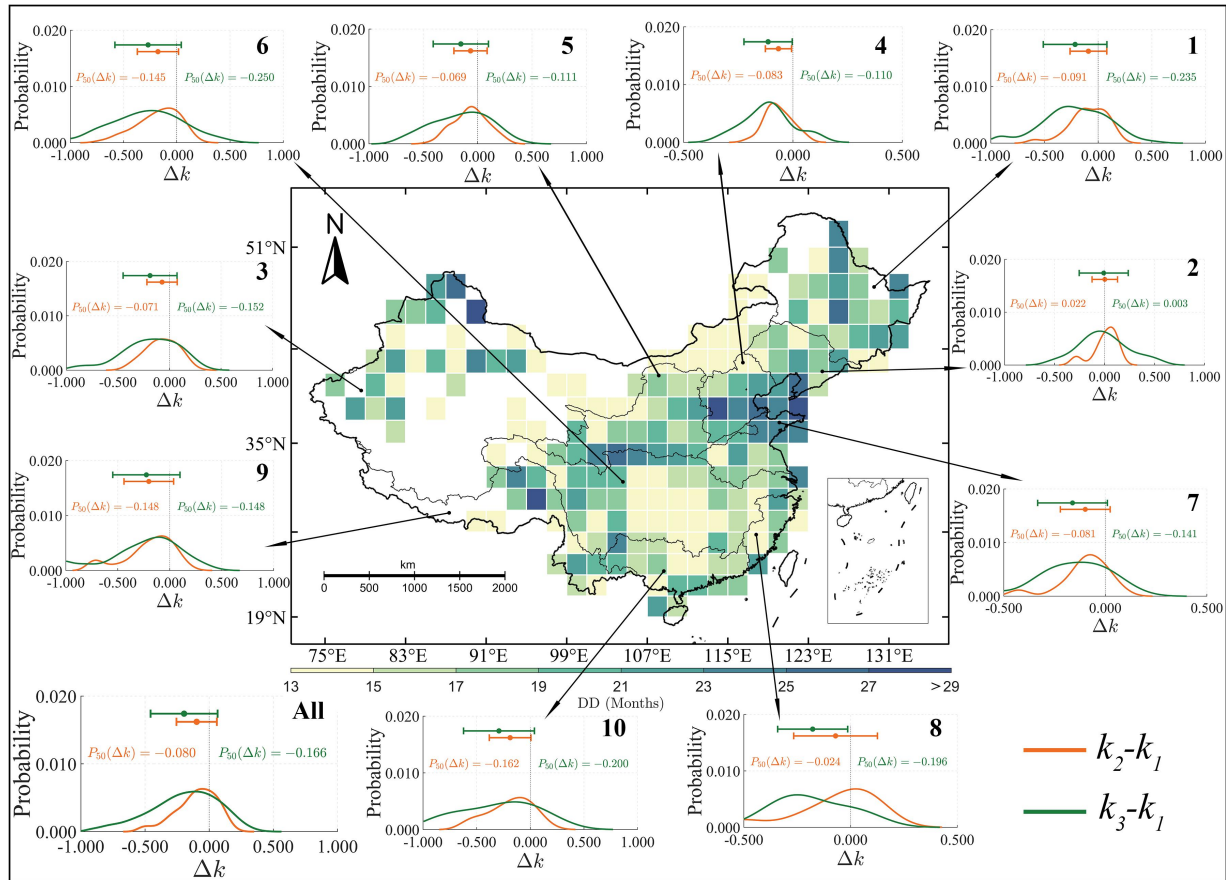 6
Probability
0.020
P50(Δk) = −0.145 P50(Δk) = −0.250
0.010
0.000
-1.000 -0.500 0.000 0.500 1.000
Δk
5
Probability
0.020
P50(Δk) = −0.069 P50(Δk) = −0.111
0.010
0.000
-1.000 -0.500 0.000 0.500 1.000
Δk
4
Probability
0.020
P50(Δk) = −0.083 P50(Δk) = −0.110
0.010
0.000
-0.500 0.000 0.500
Δk
1
Probability
0.020
P50(Δk) = −0.091 P50(Δk) = −0.235
0.010
0.000
-1.000 -0.500 0.000 0.500 1.000
Δk
3
Probability
0.020
P50(Δk) = −0.071 P50(Δk) = −0.152
0.010
0.000
-1.000 -0.500 0.000 0.500 1.000
Δk
N
51°N
35°N
19°N
km
0 500 1000 1500 2000
75°E 83°E 91°E 99°E 107°E 115°E 123°E 131°E
13 15 17 19 21 23 25 27 >29
DD (Months)
2
Probability
0.020
P50(Δk) = 0.022 P50(Δk) = 0.003
0.010
0.000
-1.000 -0.500 0.000 0.500 1.000
Δk
9
Probability
0.020
P50(Δk) = −0.148 P50(Δk) = −0.148
0.010
0.000
-1.000 -0.500 0.000 0.500 1.000
Δk
7
Probability
0.020
P50(Δk) = −0.081 P50(Δk) = −0.141
0.010
0.000
-0.500 0.000 0.500
Δk
All
Probability
0.020
P50(Δk) = −0.080 P50(Δk) = −0.166
0.010
0.000
-1.000 -0.500 0.000 0.500 1.000
Δk
10
Probability
0.020
P50(Δk) = −0.162 P50(Δk) = −0.200
0.010
0.000
-1.000 -0.500 0.000 0.500 1.000
Δk
8
Probability
0.020
P50(Δk) = −0.024 P50(Δk) = −0.196
0.010
0.000
-0.500 0.000 0.500
Δk
k2-k1
k3-k1